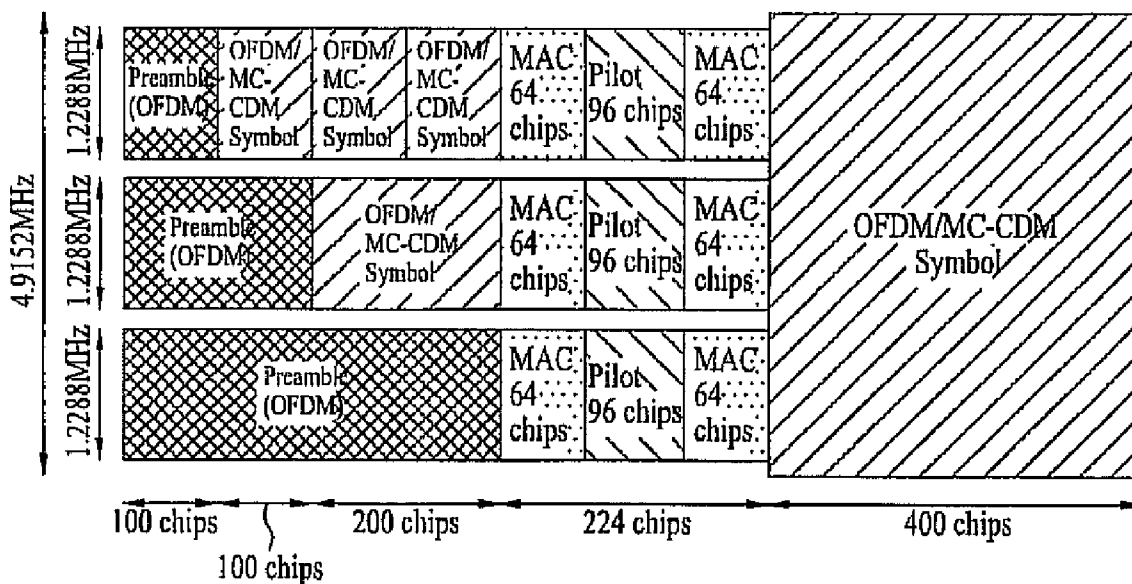 4.9152MHz
1.2288MHz
Preamble
(OFDM)
OFDM/
MC-
CDM
Symbol
OFDM/
MC-
CDM
Symbol
OFDM/
MC-
CDM
Symbol
MAC
64
chips
Pilot
96 chips
MAC
64
chips
1.2288MHz
Preamble
(OFDM)
OFDM/
MC-CDM
Symbol
MAC
64
chips
Pilot
96 chips
MAC
64
chips
OFDM/MC-CDM
Symbol
1.2288MHz
Preamble
(OFDM)
MAC
64
chips
Pilot
96 chips
MAC
64
chips
100 chips
200 chips
224 chips
400 chips
100 chips